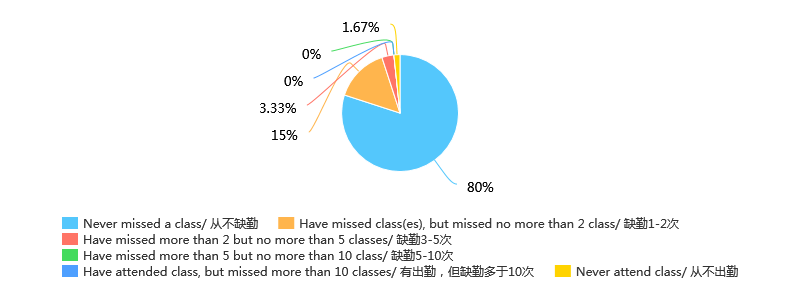 1.67%
0%
0%
3.33%
15%
80%
Never missed a class/ 从不缺勤 Have missed class(es), but missed no more than 2 class/ 缺勤1-2次
Have missed more than 2 but no more than 5 classes/ 缺勤3-5次
Have missed more than 5 but no more than 10 class/ 缺勤5-10次
Have attended class, but missed more than 10 classes/ 有出勤，但缺勤多于10次 Never attend class/ 从不出勤